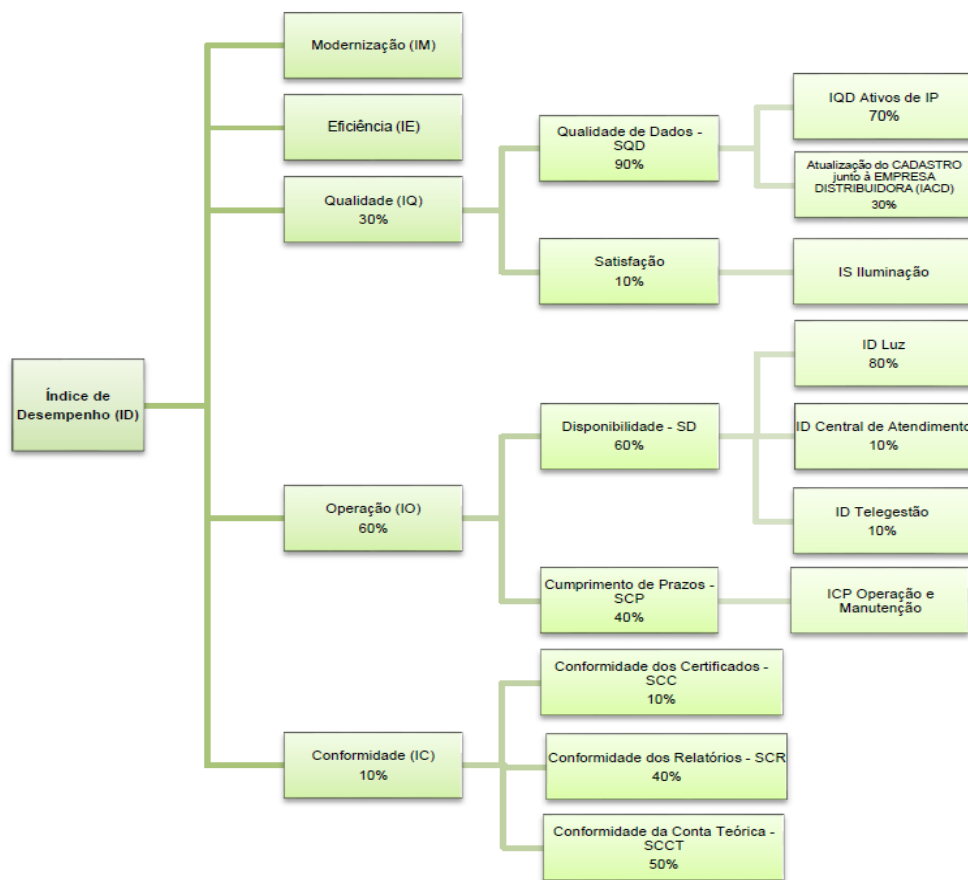 Modernização (IM)
Eficiência (IE)
Qualidade (IQ)
30%
Qualidade de Dados -
SQD
90%
IQD Ativos de IP
70%
Atualização do CADASTRO
junto à EMPRESA
DISTRIBUIDORA (IACD)
30%
Satisfação
10%
IS Iluminação
Índice de
Desempenho (ID)
Operação (IO)
60%
Disponibilidade - SD
60%
ID Luz
80%
ID Central de Atendimento
10%
ID Telegestão
10%
Cumprimento de Prazos -
SCP
40%
ICP Operação e
Manutenção
Conformidade (IC)
10%
Conformidade dos Certificados -
SCC
10%
Conformidade dos Relatórios - SCR
40%
Conformidade da Conta Teórica -
SCCT
50%